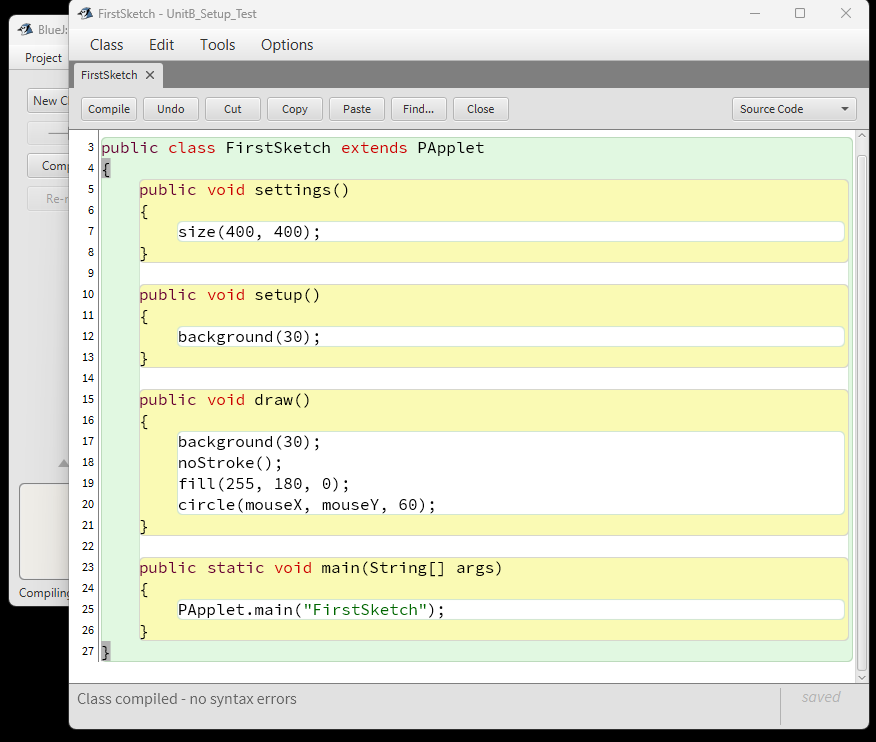 BlueJ:
Project
New C
Comp
Re-r
Compiling
FirstSketch - UnitB_Setup_Test
Class Edit Tools Options
FirstSketch
Compile Undo Cut Copy Paste Find... Close Source Code
3 public class FirstSketch extends PApplet
4 {
5 public void settings()
6 {
7 size(400, 400);
8 }
9
10 public void setup()
11 {
12 background(30);
13 }
14
15 public void draw()
16 {
17 background(30);
18 noStroke();
19 fill(255, 180, 0);
20 circle(mouseX, mouseY, 60);
21 }
22
23 public static void main(String[] args)
24 {
25 PApplet.main("FirstSketch");
26 }
27 }
Class compiled - no syntax errors
saved